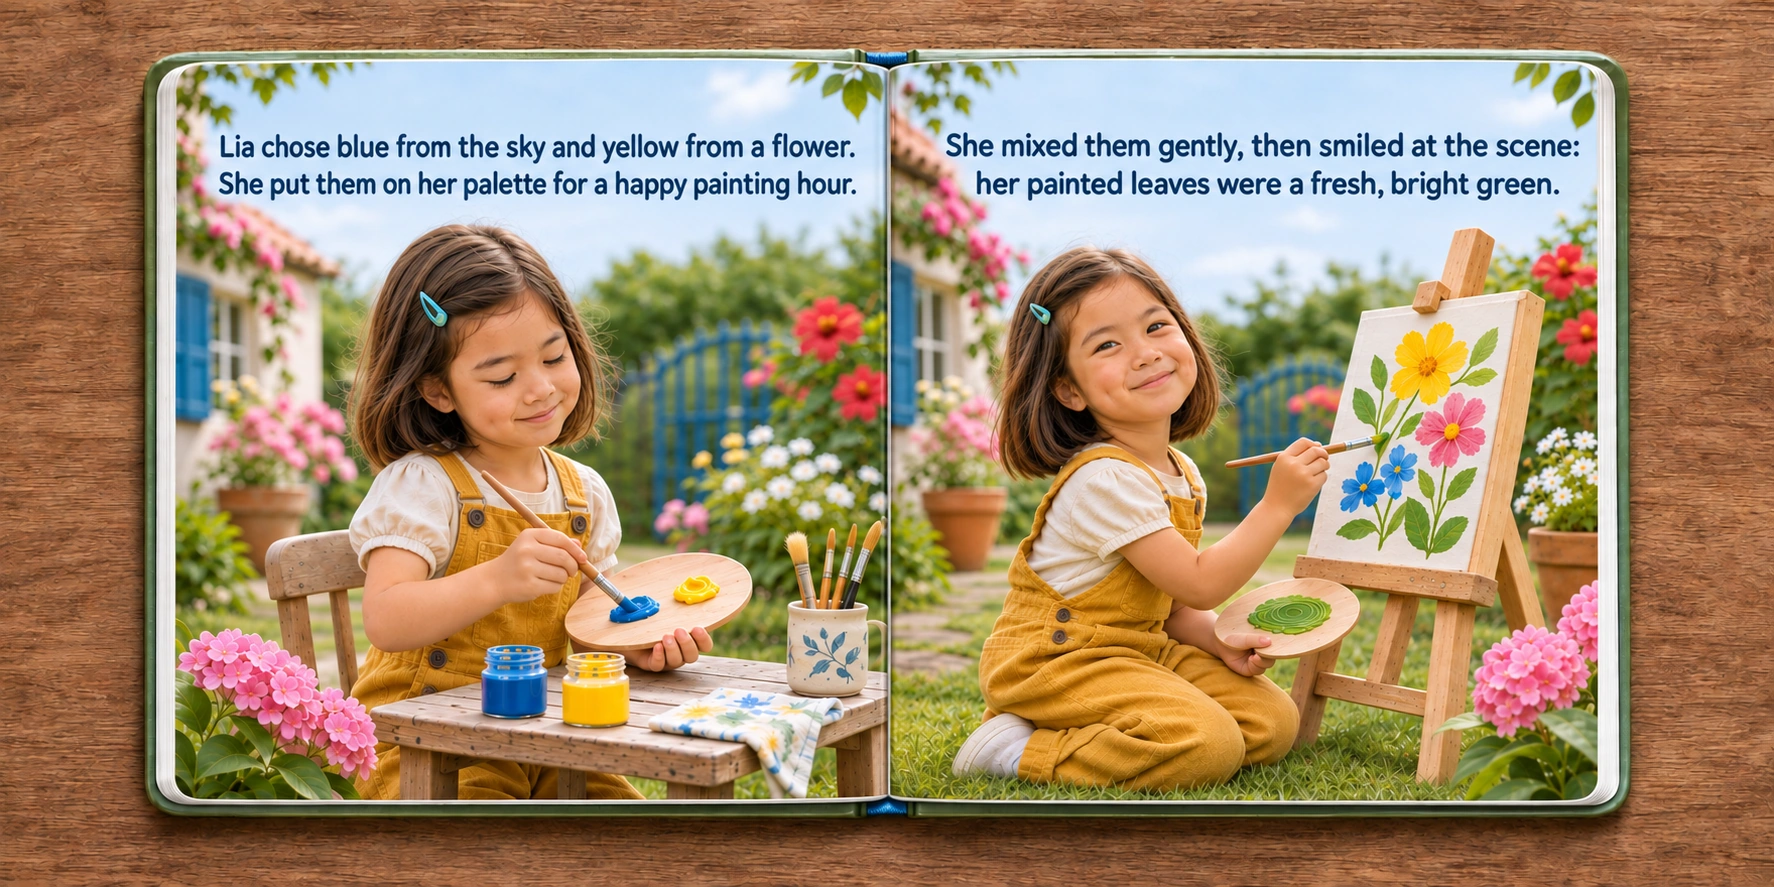 Lia chose blue from the sky and yellow from a flower.
She put them on her palette for a happy painting hour.
She mixed them gently, then smiled at the scene:
her painted leaves were a fresh, bright green.